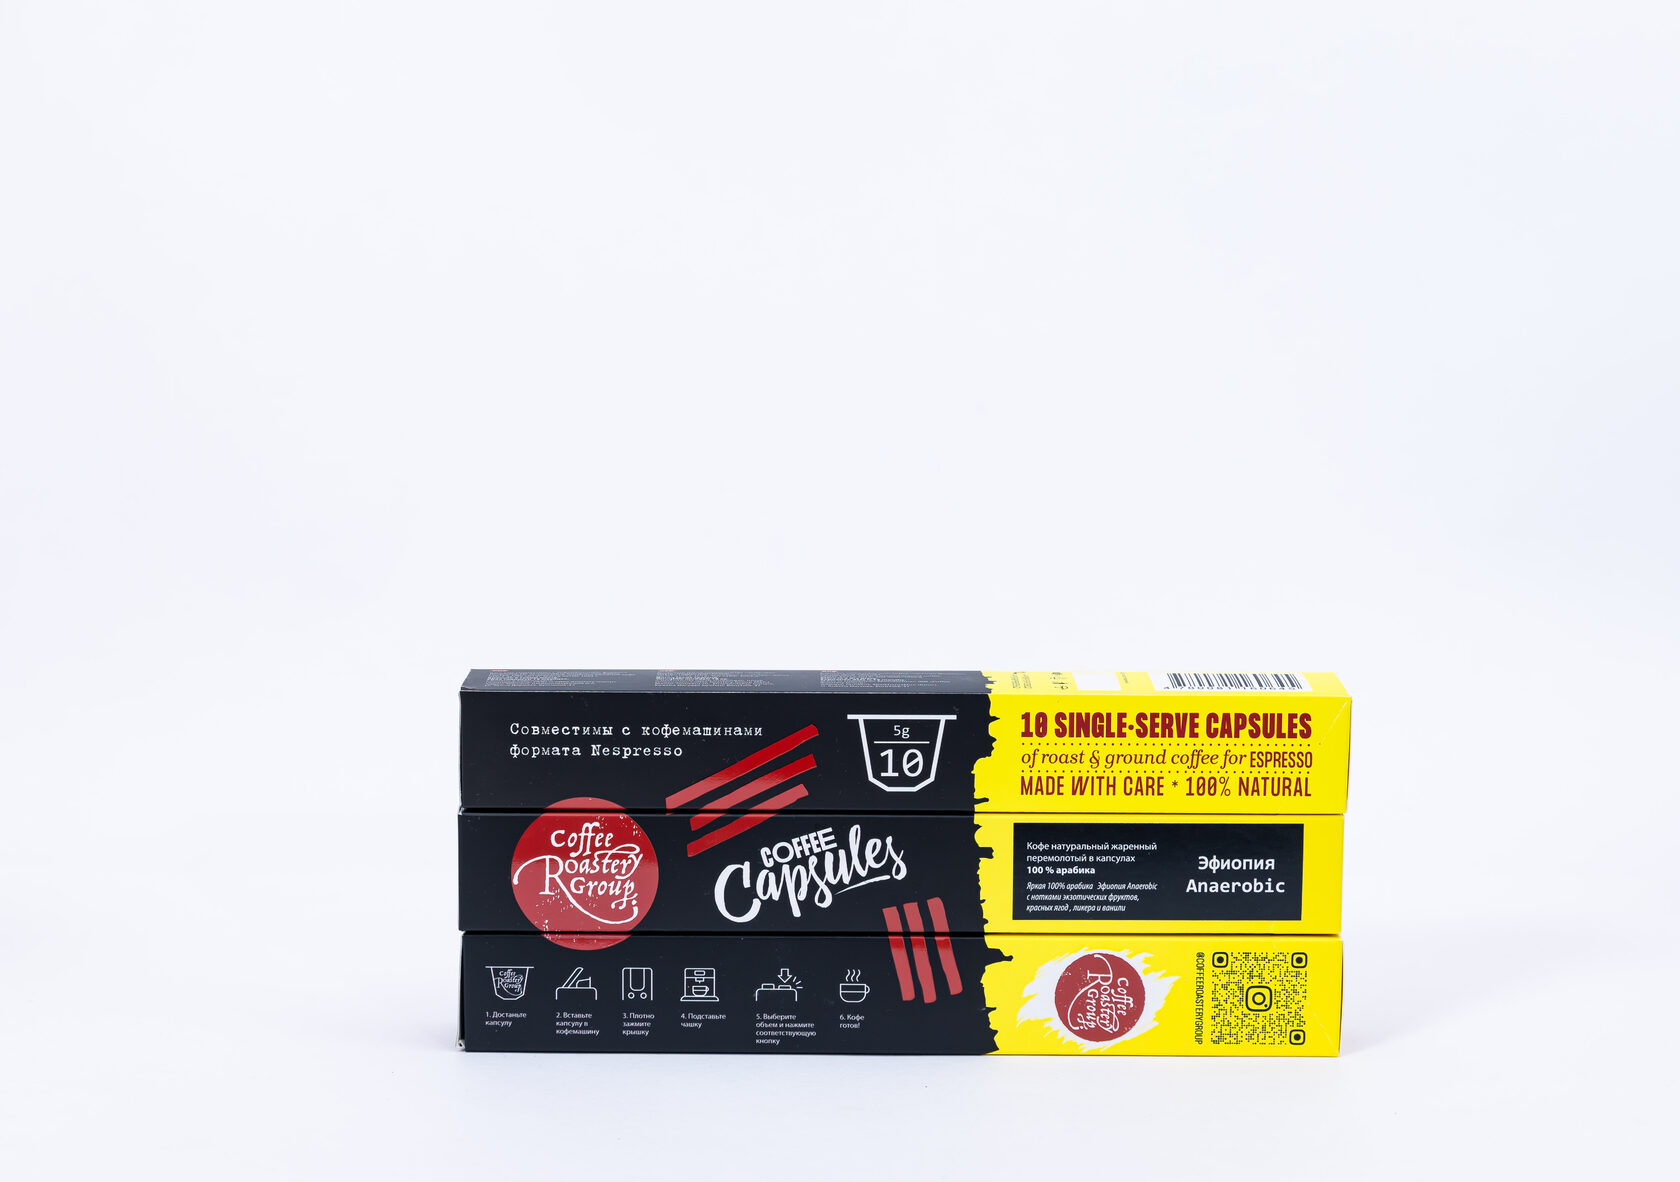 Совместимы с кофемашинами
формата Nespresso
5g
10
10 SINGLE·SERVE CAPSULES
of roast & ground coffee for ESPRESSO
MADE WITH CARE * 100% NATURAL
Coffee
Roastery
Group
COFFEE
Capsules
Кофе натуральный жаренный
перемолотый в капсулах
100 % арабика
Яркая 100% арабика Эфиопия Anaerobic
с нотками экзотических фруктов,
красных ягод , ликера и ванили
Эфиопия
Anaerobic
Coffee
Roastery
Group
1. Достаньте
капсулу
2. Вставьте
капсулу в
кофемашину
3. Плотно
зажмите
крышку
4. Подставьте
чашку
5. Выберите
объем и нажмите
соответствующую
кнопку
6. Кофе
готов!
Coffee
Roastery
Group
@COFFEEROASTERYGROUP